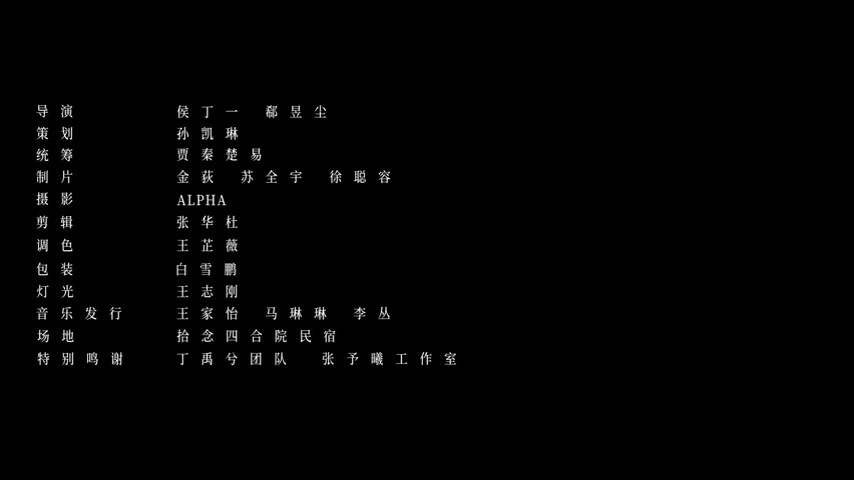 导演 侯丁一 郗昱尘
策划 孙凯琳
统筹 贾秦楚易
制片 金荻 苏全宇 徐聪容
摄影 ALPHA
剪辑 张华杜
调色 王芷薇
包装 白雪鹏
灯光 王志刚
音乐发行 王家怡 马琳琳 李丛
场地 拾念四合院民宿
特别鸣谢 丁禹兮团队 张予曦工作室